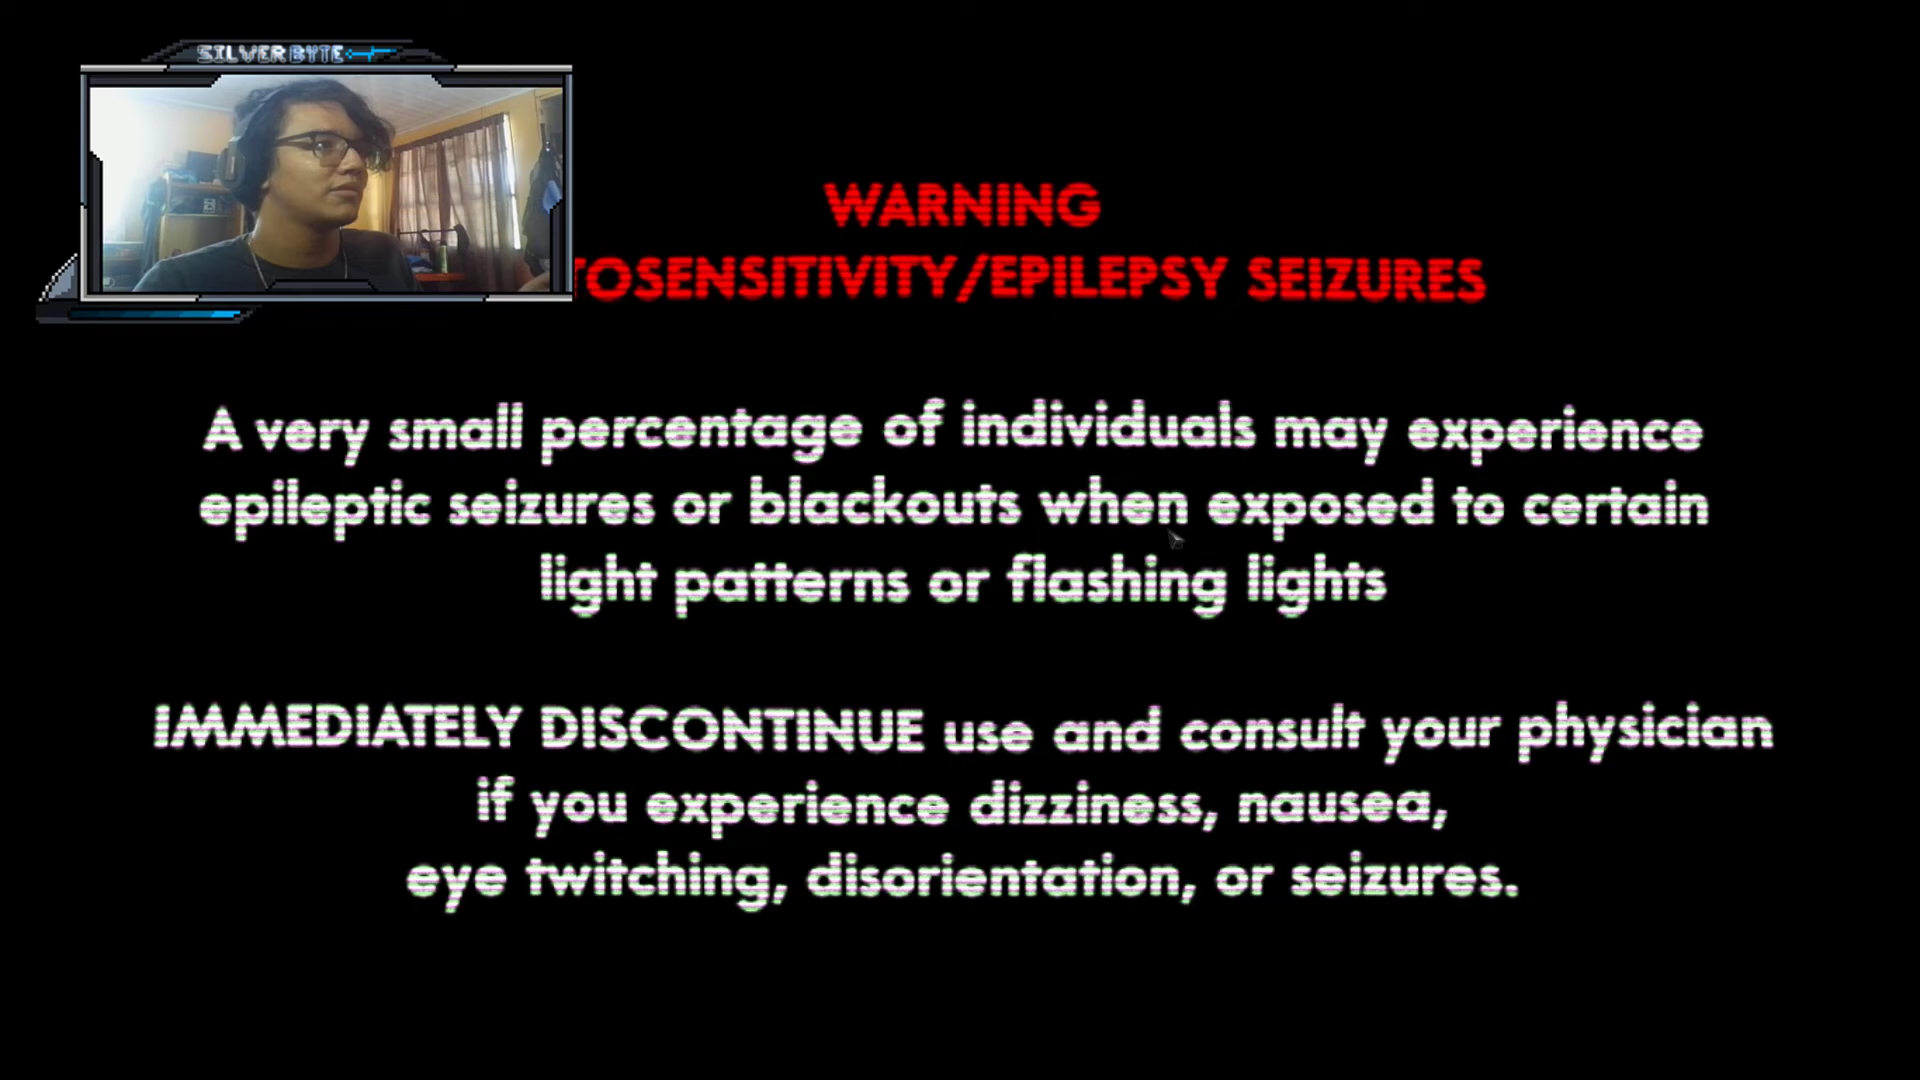 SILVER BYTE
WARNING
TOSENSITIVITY/EPILEPSY SEIZURES
A very small percentage of individuals may experience
epileptic seizures or blackouts when exposed to certain
light patterns or flashing lights
IMMEDIATELY DISCONTINUE use and consult your physician
if you experience dizziness, nausea,
eye twitching, disorientation, or seizures.